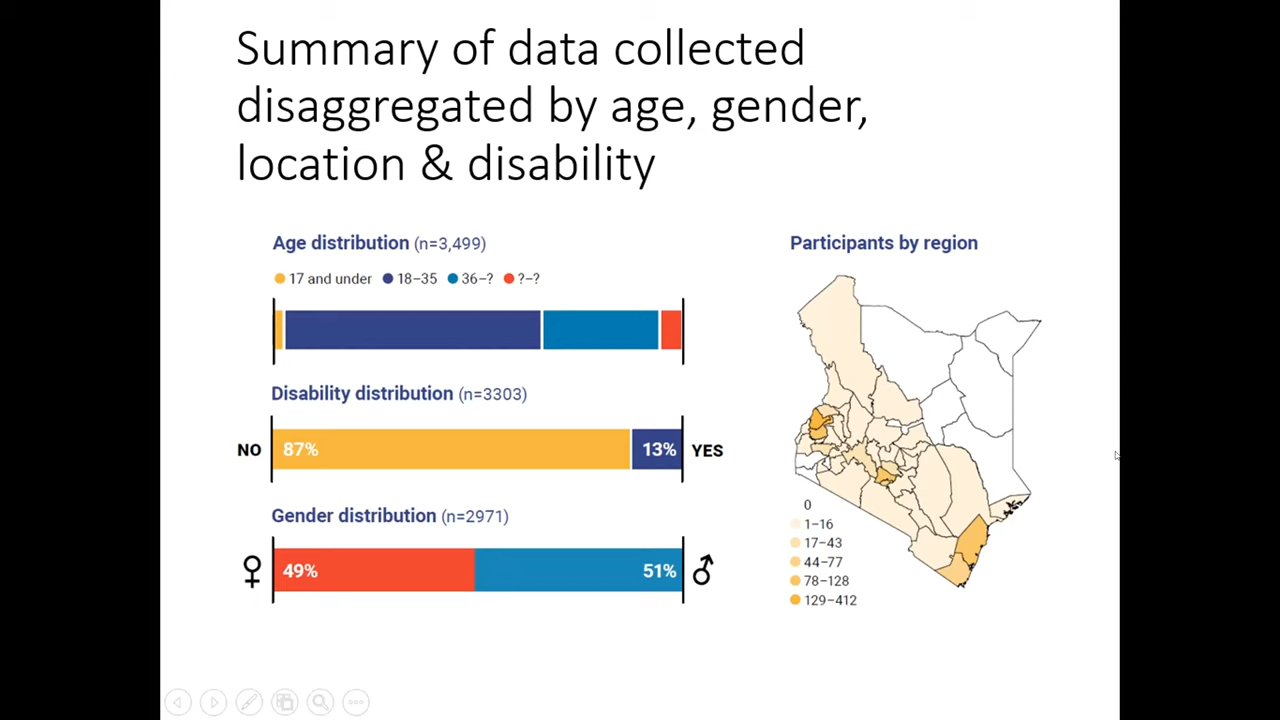 Summary of data collected
disaggregated by age, gender,
location & disability
Age distribution (n=3,499)
17 and under 18–35 36–? ?–?
Disability distribution (n=3303)
NO 87% 13% YES
Gender distribution (n=2971)
49% 51%
Participants by region
0
1–16
17–43
44–77
78–128
129–412